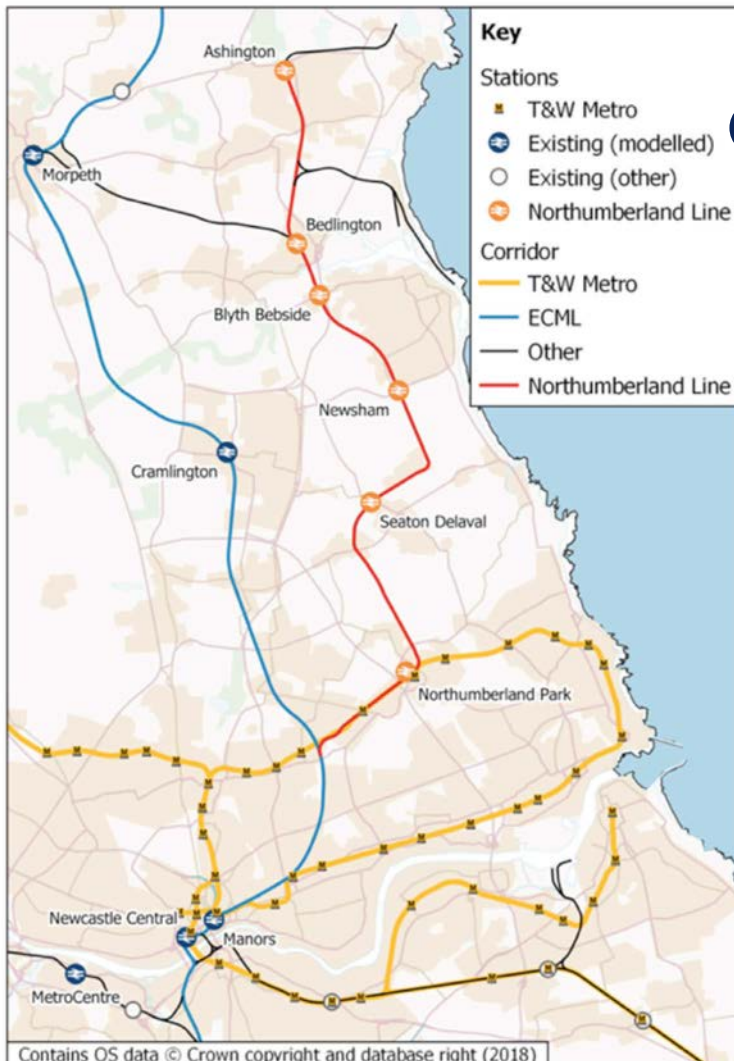 Key
Stations
T&W Metro
Existing (modelled)
Existing (other)
Northumberland Line
Corridor
T&W Metro
ECML
Other
Northumberland Line
Ashington
Morpeth
Bedlington
Blyth Bebside
Newsham
Cramlington
Seaton Delaval
Northumberland Park
Newcastle Central
Manors
MetroCentre
Contains OS data © Crown copyright and database right (2018)